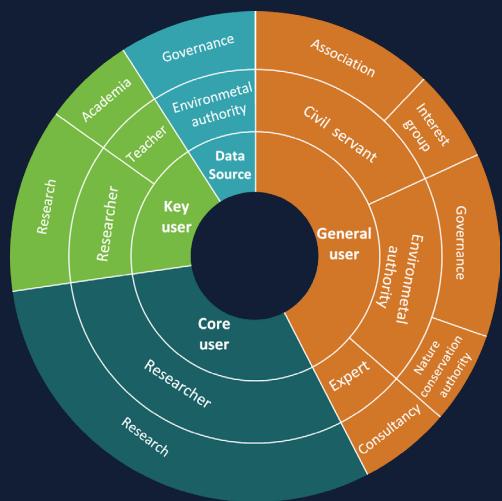 Governance
Environmetal
authority
Data
Source
Academia
Teacher
Key
user
Research
Researcher
Association
Interest
group
Civil servant
General
user
Governance
Environmetal
authority
Nature
conservation
authority
Expert
Consultancy
Core
user
Researcher
Research